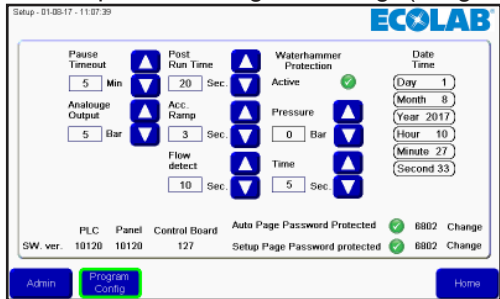 Setup - 01-08-17 - 11:07:39
ECOLAB®
Pause Timeout
5 Min
Post Run Time
20 Sec.
Waterhammer Protection
Active
Date Time
Day 1
Month 8
Year 2017
Hour 10
Minute 27
Second 33
Analouge Output
5 Bar
Acc. Ramp
3 Sec.
Pressure
0 Bar
Flow detect
10 Sec.
Time
5 Sec.
PLC Panel Control Board
SW. ver. 10120 10120 127
Auto Page Password Protected 6802 Change
Setup Page Password protected 6802 Change
Admin
Program Config
Home